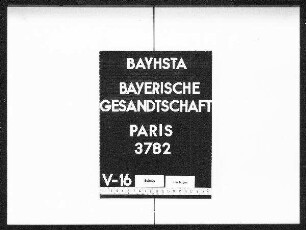 BAYHSTA
BAYERISCHE
GESANDTSCHAFT
PARIS
3782
V-16